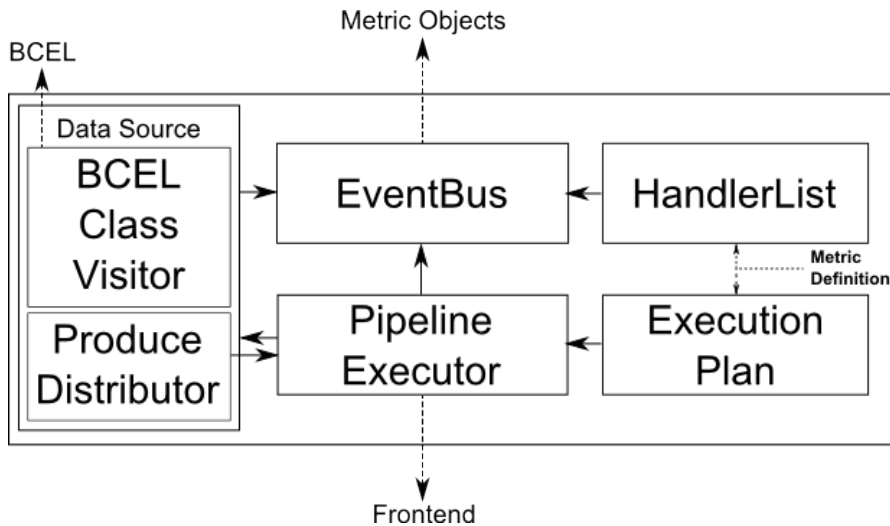 Metric Objects
BCEL
Data Source
BCEL
Class
Visitor
EventBus
HandlerList
Metric
Definition
Produce
Distributor
Pipeline
Executor
Execution
Plan
Frontend